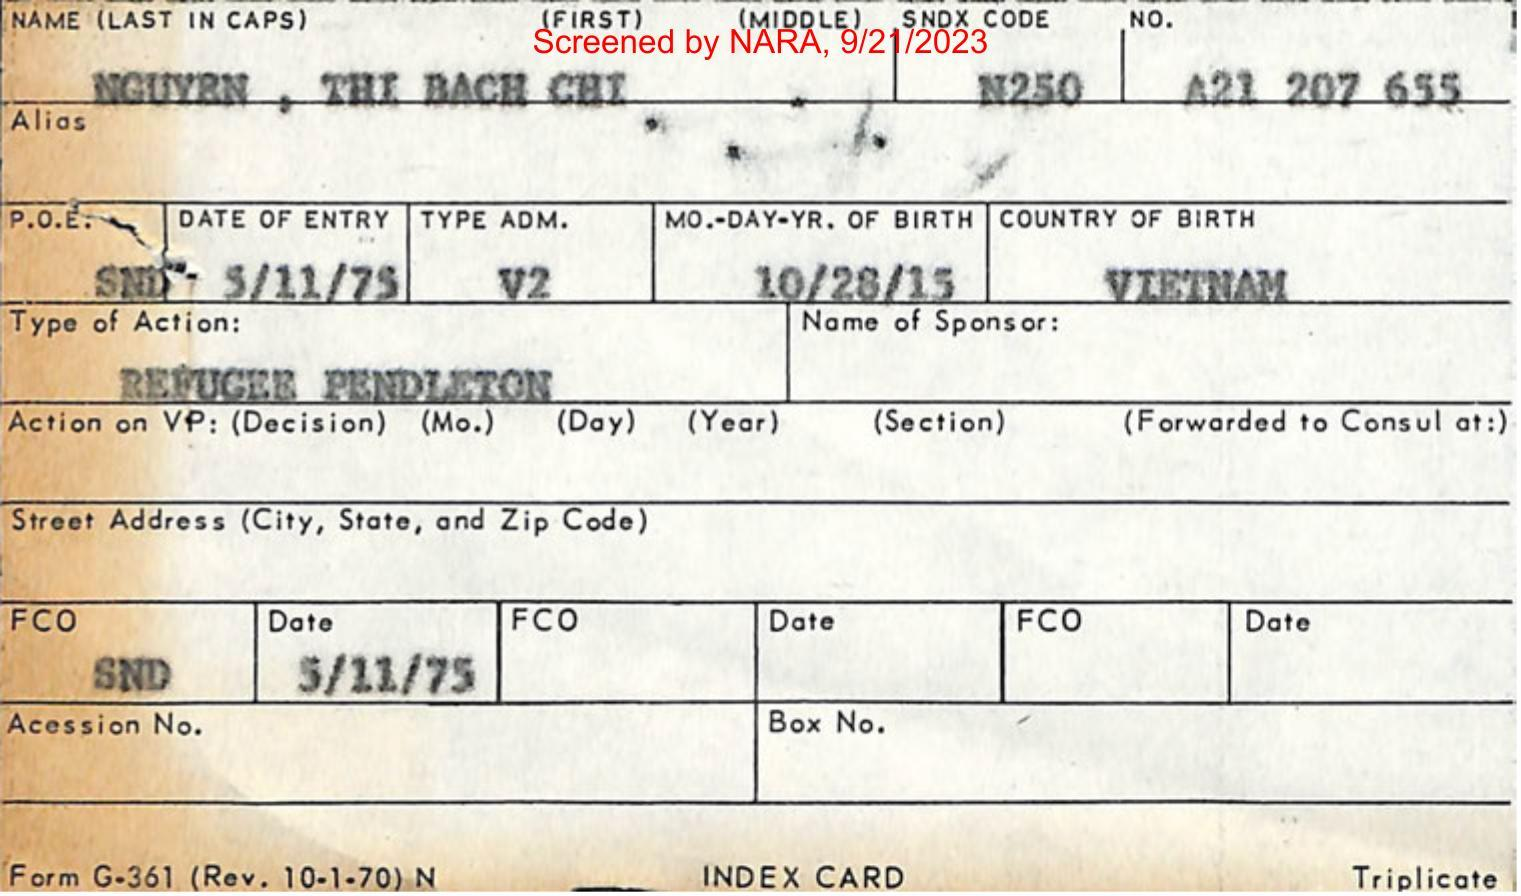 NAME (LAST IN CAPS) (FIRST) (MIDDLE) SNDX CODE NO.
Screened by NARA, 9/21/2023
NGUYRN , THI BACH CHI N250 A21 207 655
Alias
P.O.E. DATE OF ENTRY TYPE ADM. MO.-DAY-YR. OF BIRTH COUNTRY OF BIRTH
SND 5/11/75 V2 10/28/15 VIETNAM
Type of Action: Name of Sponsor:
REFUGEE PENDLETON
Action on VP: (Decision) (Mo.) (Day) (Year) (Section) (Forwarded to Consul at:)
Street Address (City, State, and Zip Code)
FCO Date FCO Date FCO Date
SND 5/11/75
Acession No. Box No.
Form G-361 (Rev. 10-1-70) N INDEX CARD Triplicate